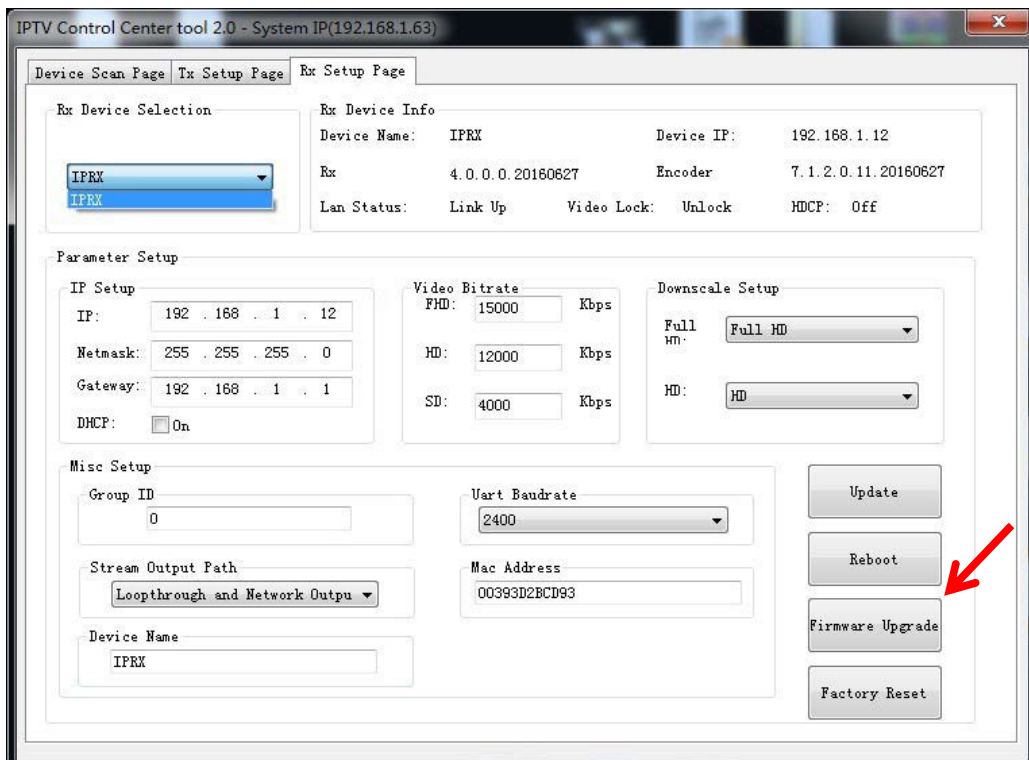 IPTV Control Center tool 2.0 - System IP(192.168.1.63)
Device Scan Page Tx Setup Page Rx Setup Page
Rx Device Selection
IPRX
IPRX
Rx Device Info
Device Name: IPRX Device IP: 192.168.1.12
Rx 4.0.0.0.20160627 Encoder 7.1.2.0.11.20160627
Lan Status: Link Up Video Lock: Unlock HDCP: Off
Parameter Setup
IP Setup
IP: 192 . 168 . 1 . 12
Netmask: 255 . 255 . 255 . 0
Gateway: 192 . 168 . 1 . 1
DHCP: On
Video Bitrate
FHD: 15000 Kbps
HD: 12000 Kbps
SD: 4000 Kbps
Downscale Setup
Full
HD: Full HD
HD: HD
Misc Setup
Group ID
0
Uart Baudrate
2400
Stream Output Path
Loopthrough and Network Outpu
Mac Address
00393D2BCD93
Device Name
IPRX
Update
Reboot
Firmware Upgrade
Factory Reset